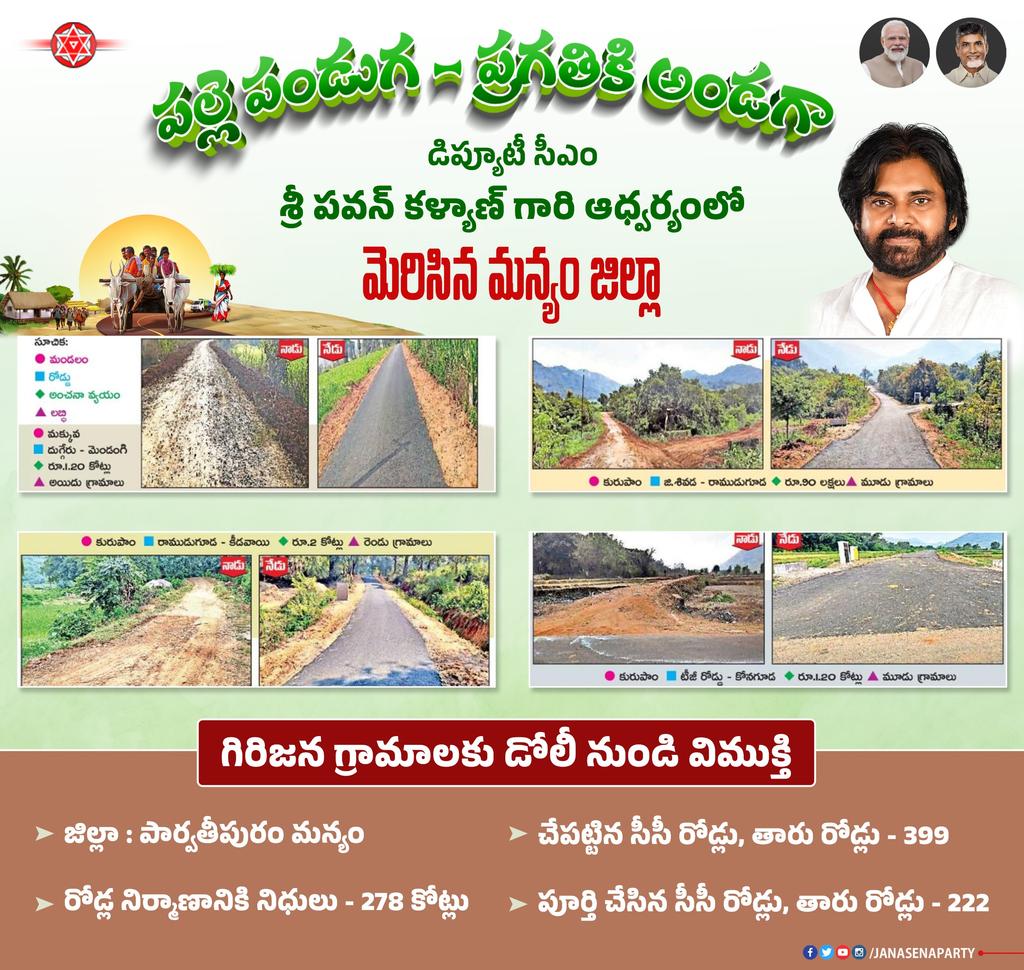 పల్లె పండుగ - ప్రగతికి అండగా
డిప్యూటీ సీఎం
శ్రీ పవన్ కళ్యాణ్ గారి ఆధ్వర్యంలో
మెరిసిన మన్యం జిల్లా
సూచిక:
మండలం
రోడ్డు
అంచనా వ్యయం
లబ్ధి
మక్కువ
దుగ్గేరు - మెండంగి
రూ.1.20 కోట్లు
అయిదు గ్రామాలు
నాడు
నేడు
నాడు
నేడు
కురుపాం జి.శివడ - రాముడుగూడ రూ.90 లక్షలు మూడు గ్రామాలు
కురుపాం రాముడుగూడ - కీడవాయి రూ.2 కోట్లు రెండు గ్రామాలు
నాడు
నేడు
నాడు
నేడు
కురుపాం టీజీ రోడ్డు - కోనగూడ రూ.1.20 కోట్లు మూడు గ్రామాలు
గిరిజన గ్రామాలకు డోలీ నుండి విముక్తి
జిల్లా : పార్వతీపురం మన్యం
రోడ్ల నిర్మాణానికి నిధులు - 278 కోట్లు
చేపట్టిన సీసీ రోడ్లు, తారు రోడ్లు - 399
పూర్తి చేసిన సీసీ రోడ్లు, తారు రోడ్లు - 222
/JANASENAPARTY